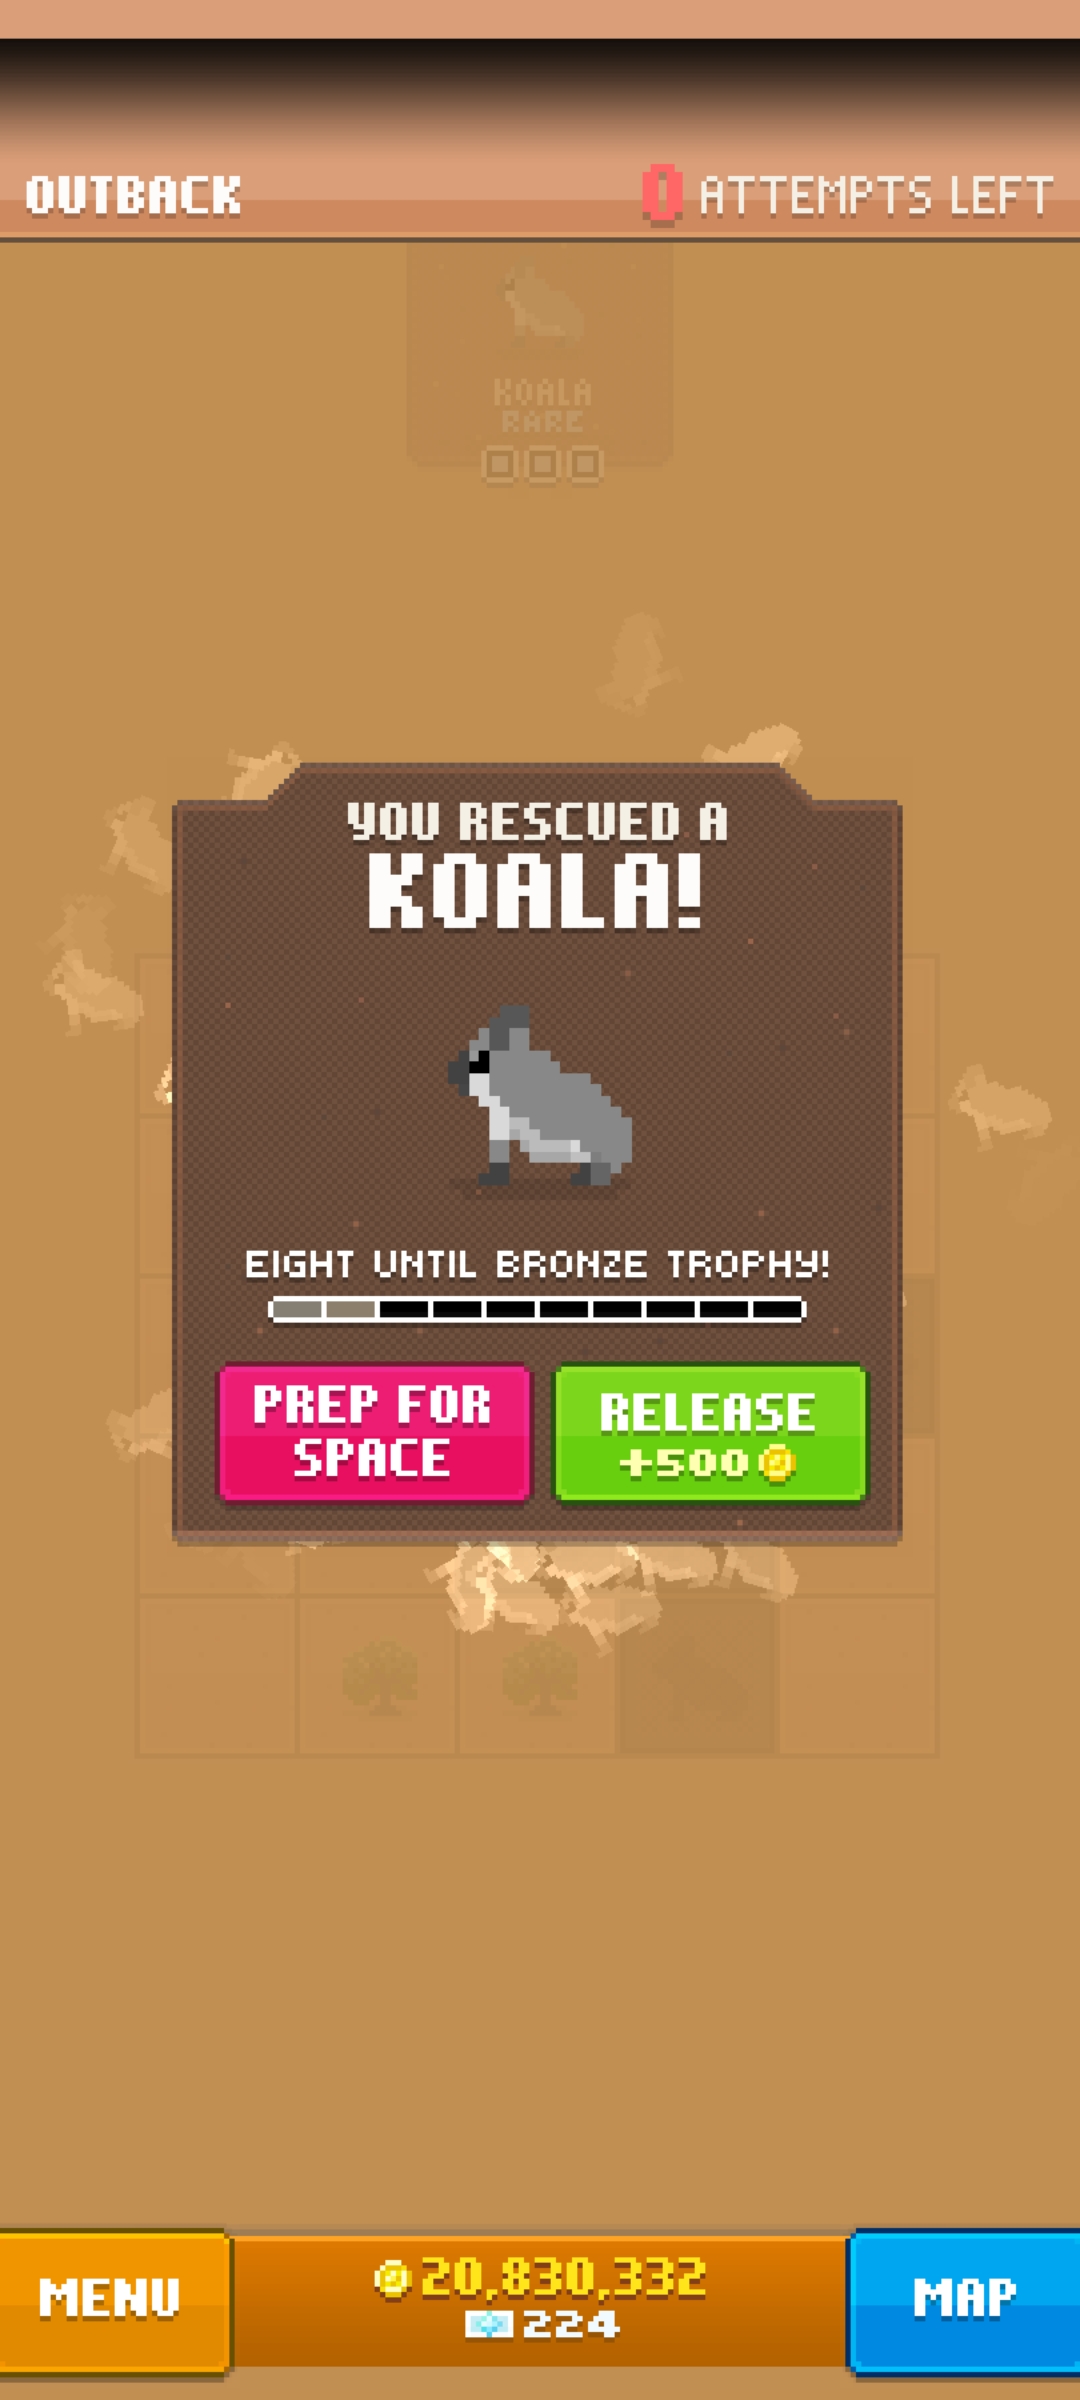 OUTBACK
0 ATTEMPTS LEFT
KOALA
RARE
YOU RESCUED A
KOALA!
EIGHT UNTIL BRONZE TROPHY!
PREP FOR
SPACE
RELEASE
+500
MENU
20,830,332
224
MAP